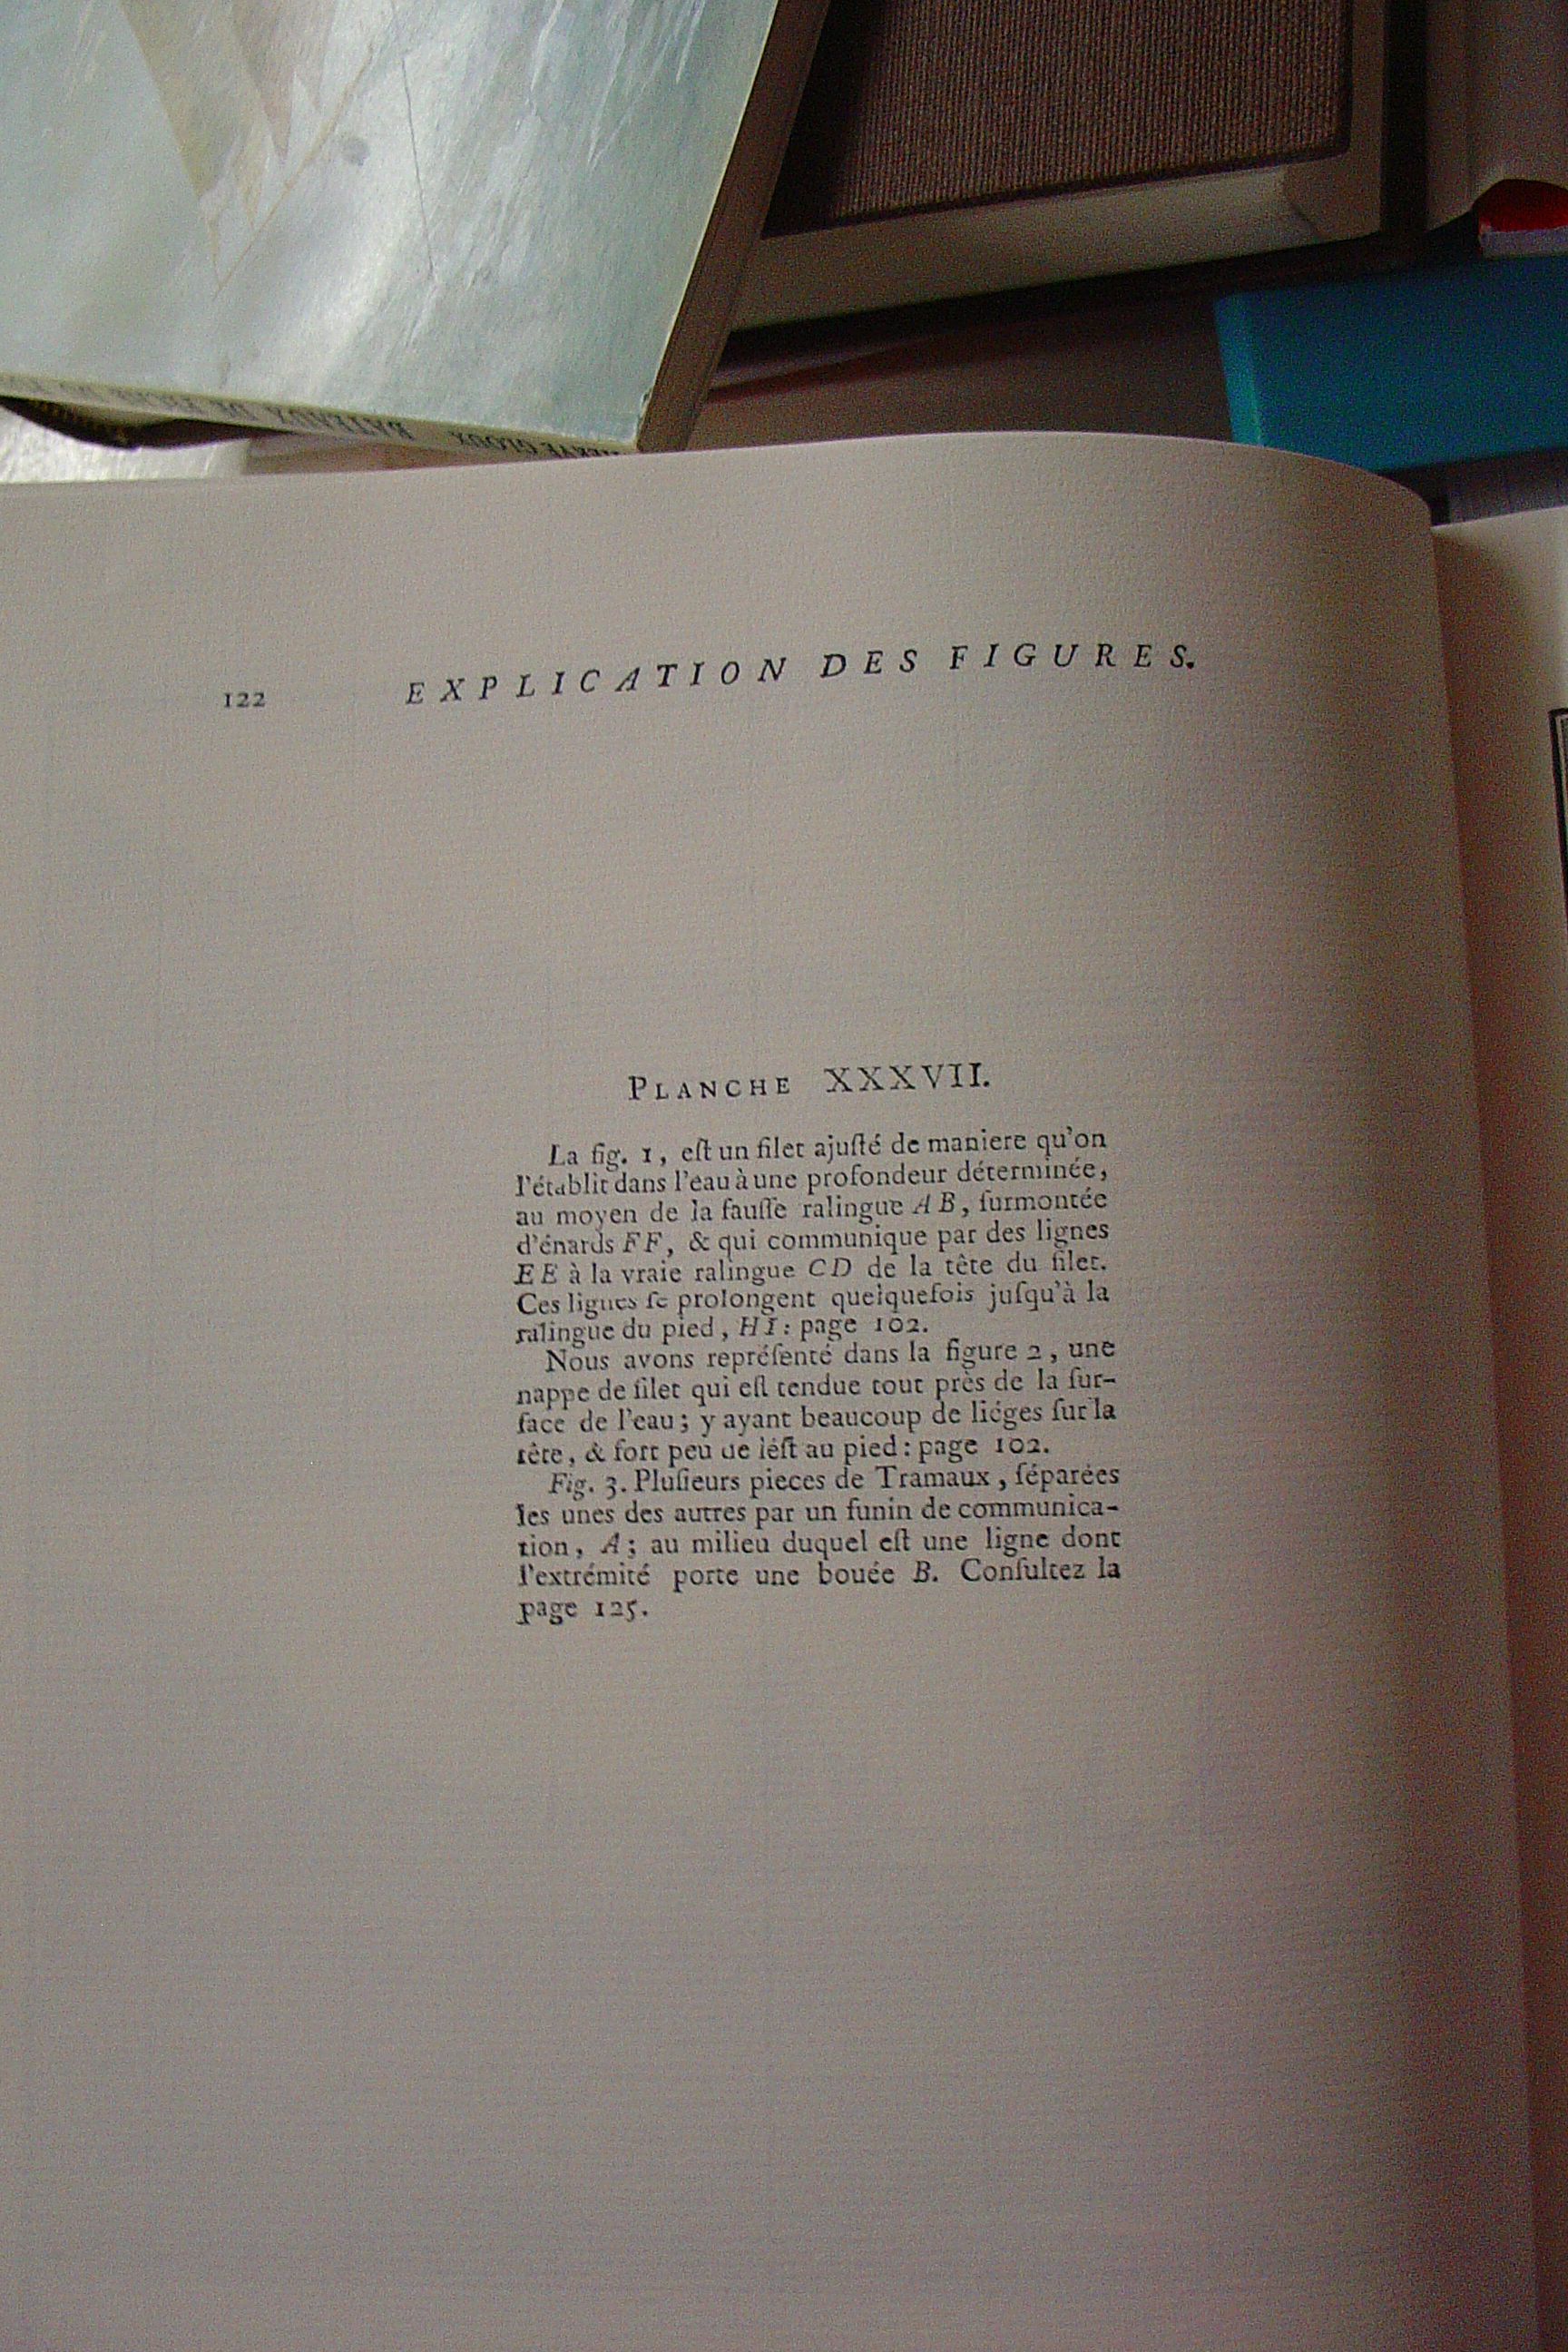 HERVE GLOUX BATEAUX DE PECHE
122 EXPLICATION DES FIGURES.
PLANCHE XXXVII.
La fig. 1, eſt un filet ajuſté de maniere qu'on
l'établit dans l'eau à une profondeur déterminée,
au moyen de la fauſſe ralingue AB, ſurmontée
d'énards FF, & qui communique par des lignes
EE à la vraie ralingue CD de la tête du filet.
Ces lignes ſe prolongent quelquefois juſqu'à la
ralingue du pied, HI: page 102.
Nous avons repréſenté dans la figure 2, une
nappe de filet qui eſt tendue tout près de la ſur-
face de l'eau; y ayant beaucoup de liéges ſur la
tête, & fort peu de leſt au pied: page 102.
Fig. 3. Pluſieurs pieces de Tramaux, ſéparées
les unes des autres par un funin de communica-
tion, A; au milieu duquel eſt une ligne dont
l'extrémité porte une bouée B. Conſultez la
page 125.